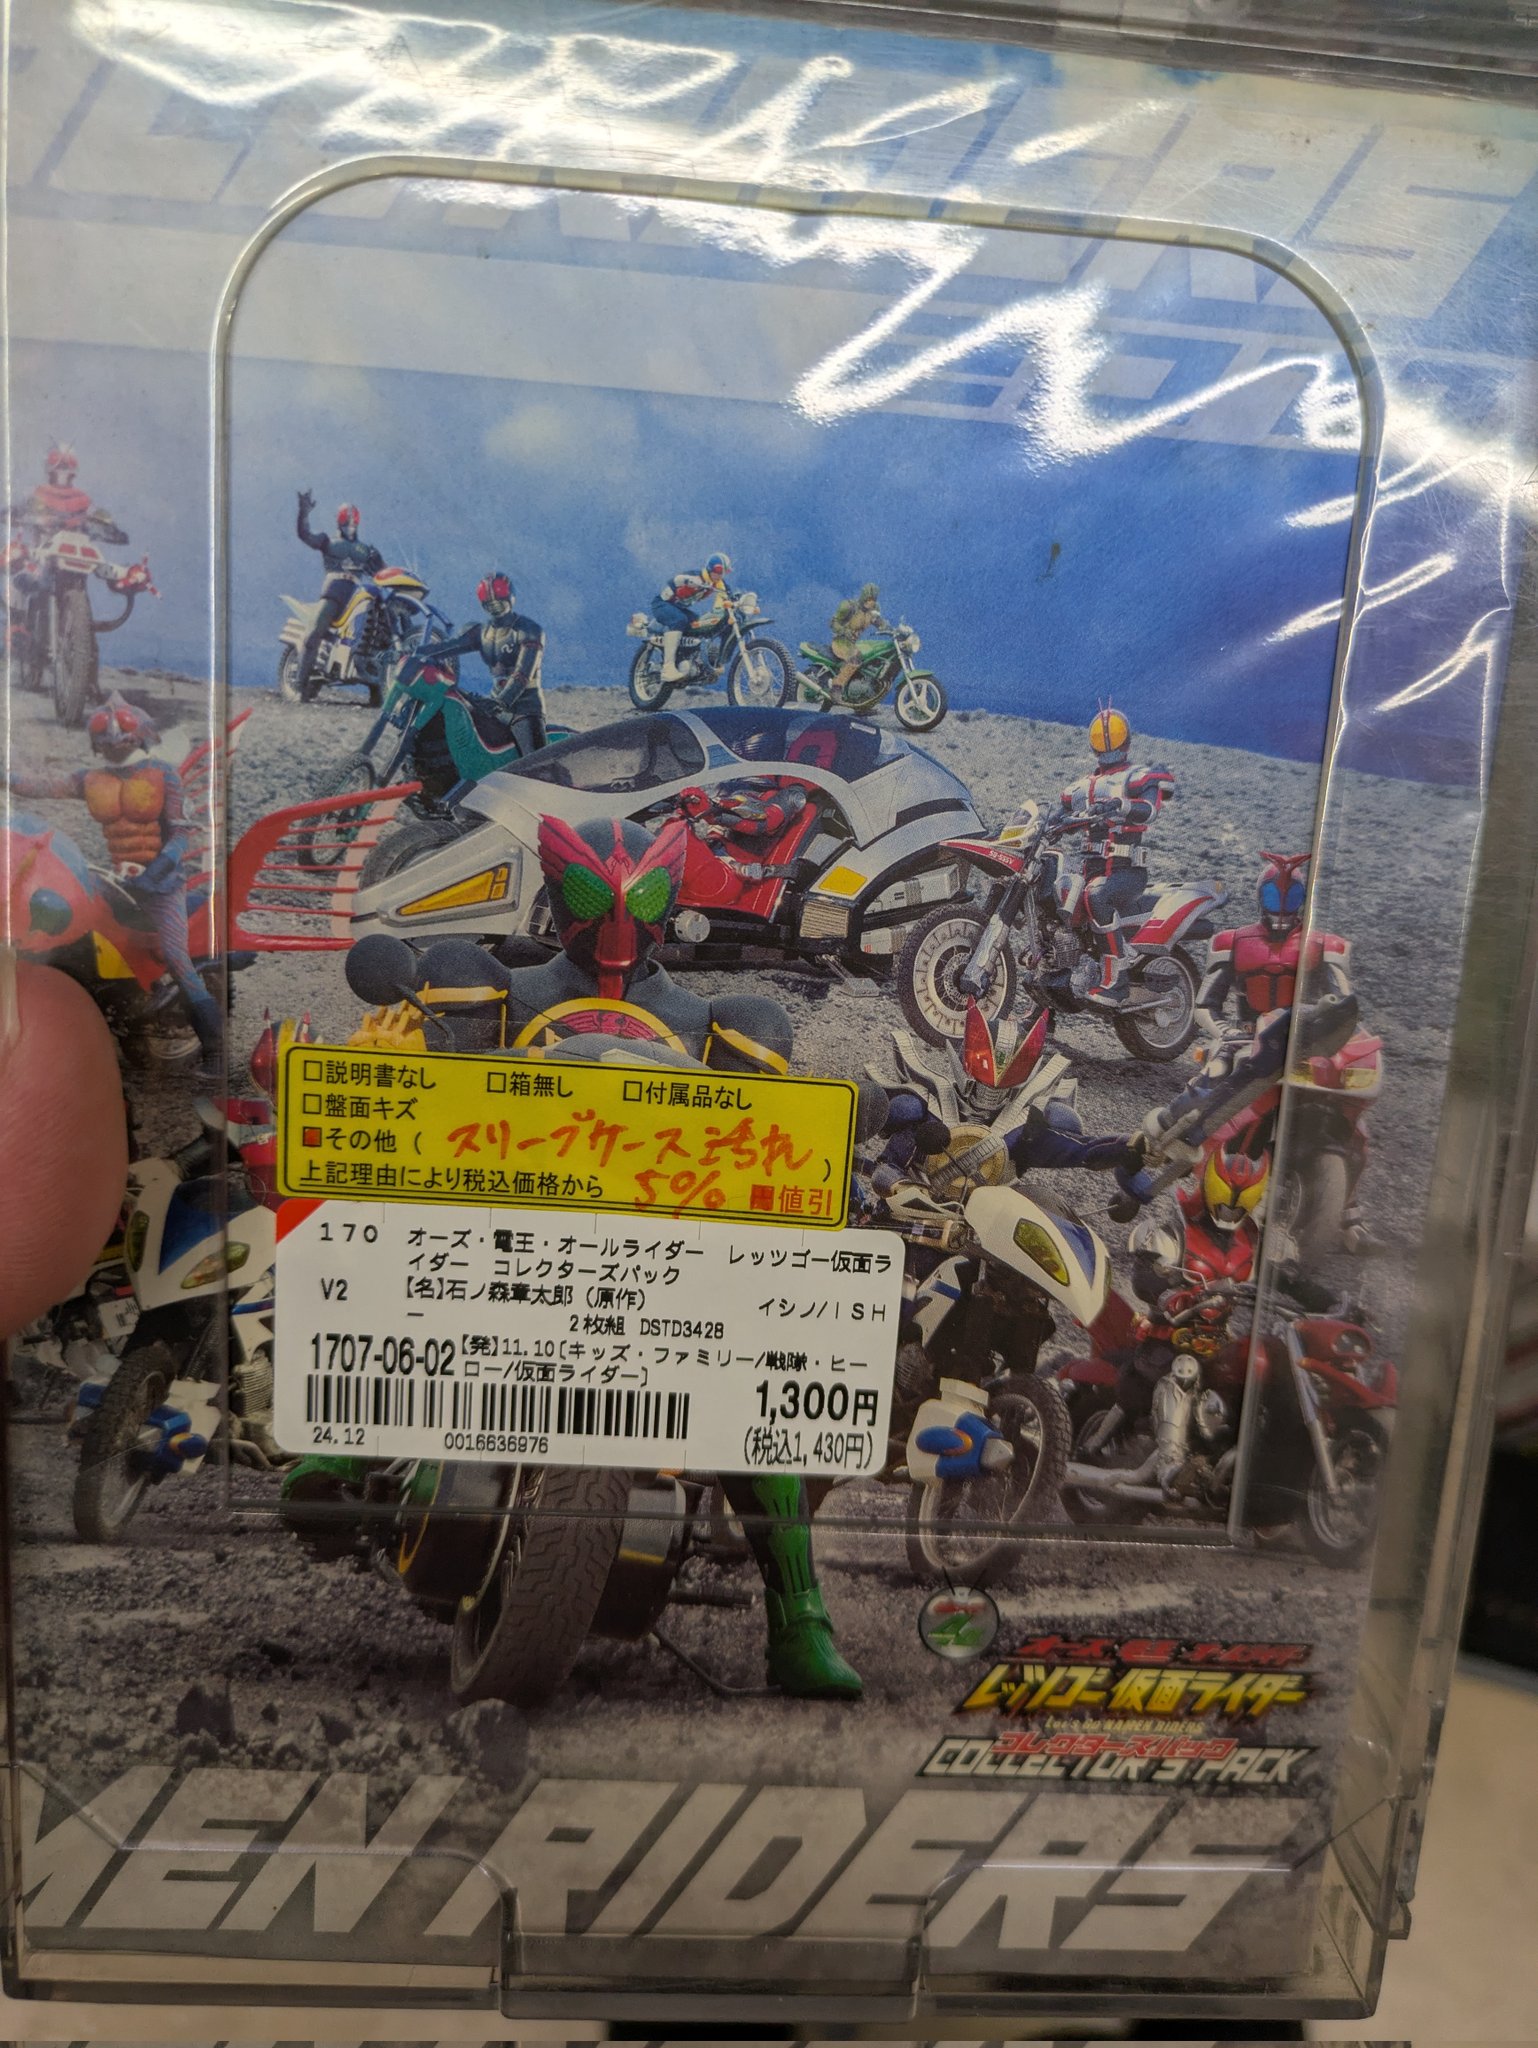 □説明書なし □箱無し □付属品なし
□盤面キズ
■その他( スリーブケース汚れ )
上記理由により税込価格から 5% 値引
170 オーズ・電王・オールライダー レッツゴー仮面ラ
イダー コレクターズパック
V2 【名】石ノ森章太郎(原作) イシノ/ISH
ー 2枚組 DSTD3428
1707-06-02 【発】11.10〔キッズ・ファミリー/戦隊・ヒー
ロー/仮面ライダー〕
1,300円
24.12 0016636976 (税込1,430円)
レッツゴー仮面ライダー
Let's Go KAMEN RIDERS
コレクターズパック
COLLECTOR'S PACK
MEN RIDERS